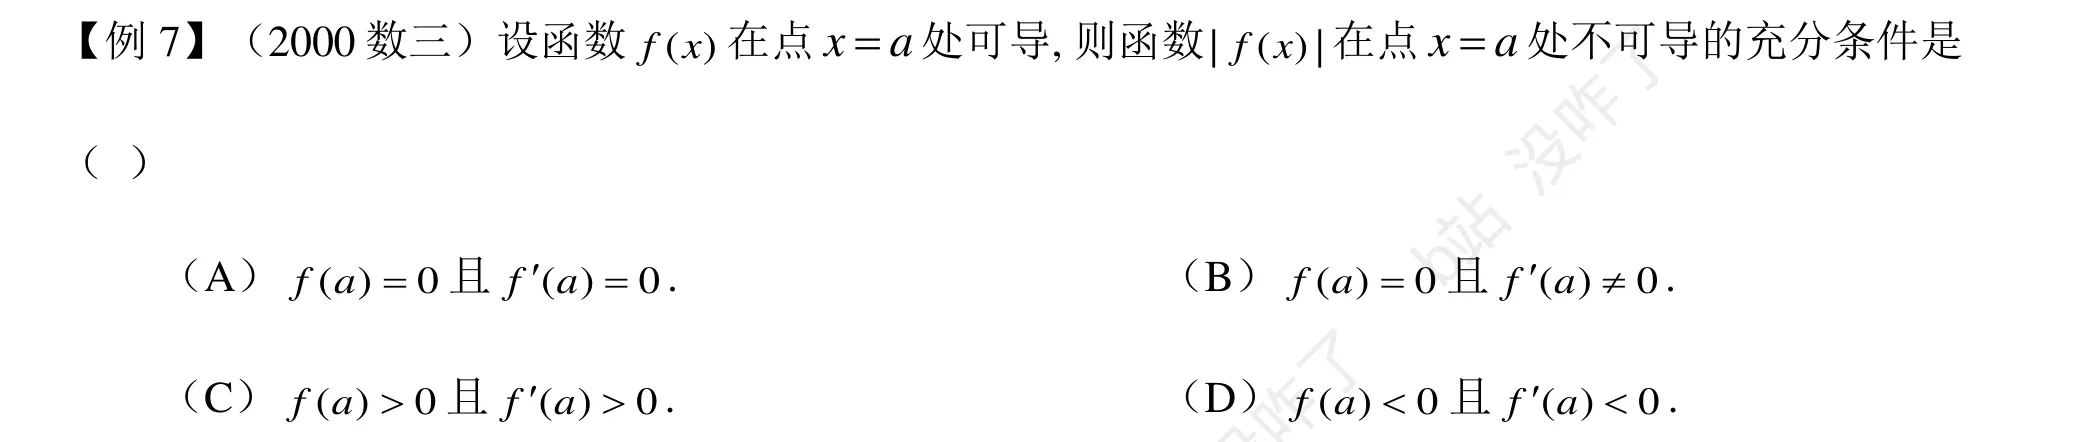 【例 7】（2000 数三）设函数 f(x) 在点 x=a 处可导, 则函数|f(x)|在点 x=a 处不可导的充分条件是
（ ）
（A） f(a)=0 且 f′(a)=0.
（B） f(a)=0 且 f′(a)≠0.
（C） f(a)>0 且 f′(a)>0.
（D） f(a)<0 且 f′(a)<0.
b站 没咋了
没咋了